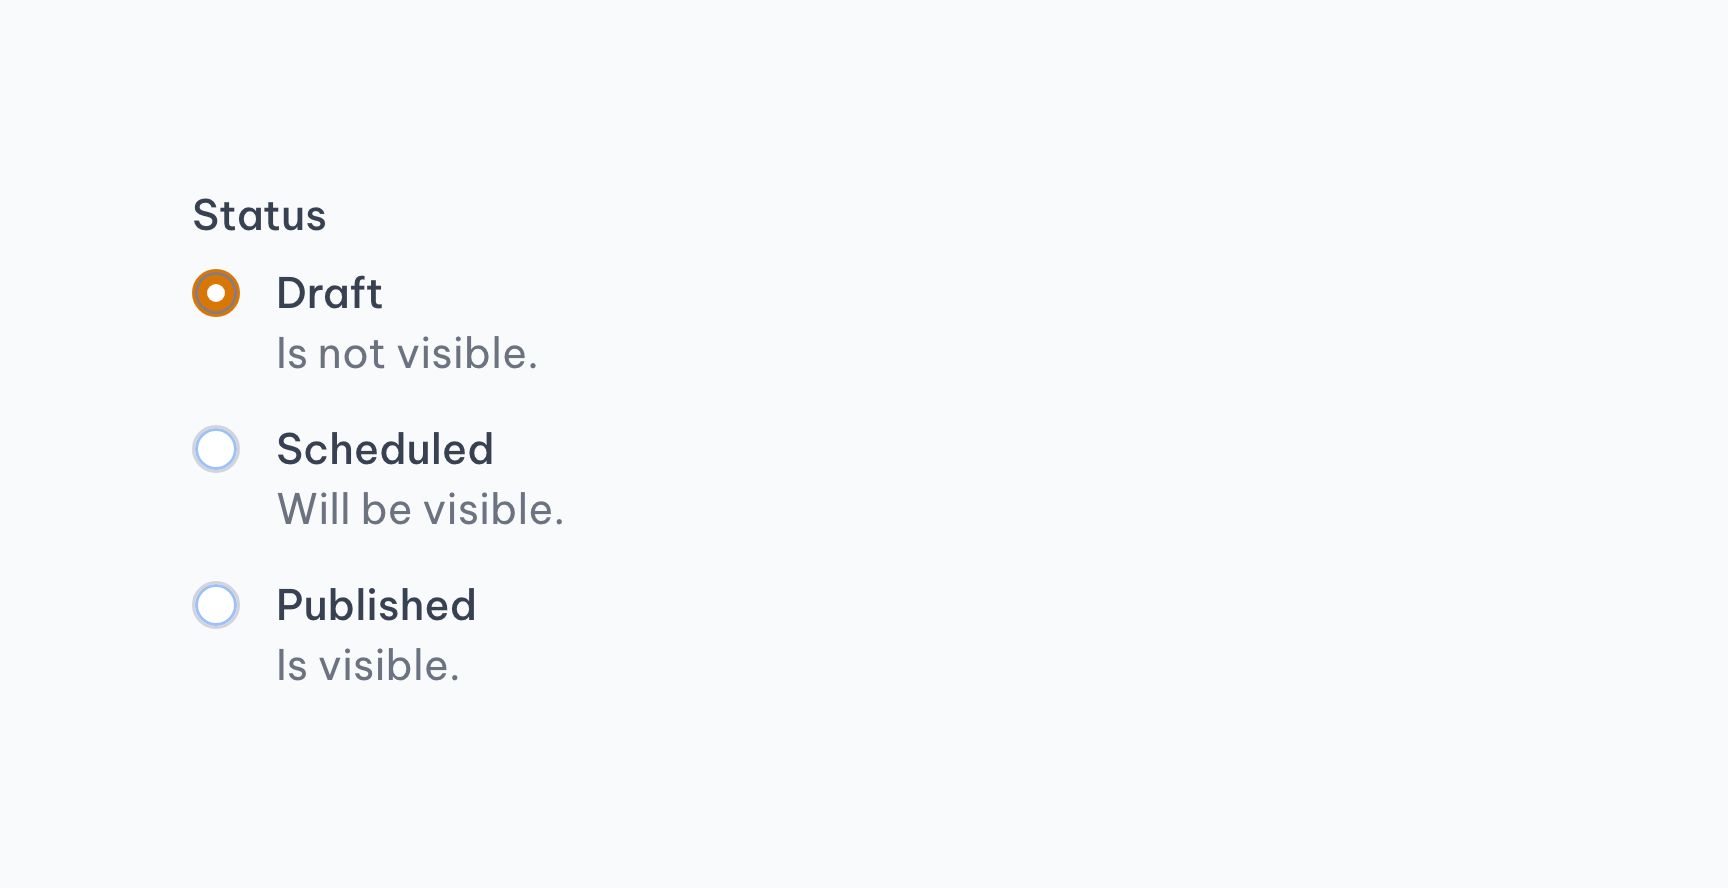 Status
Draft
Is not visible.
Scheduled
Will be visible.
Published
Is visible.